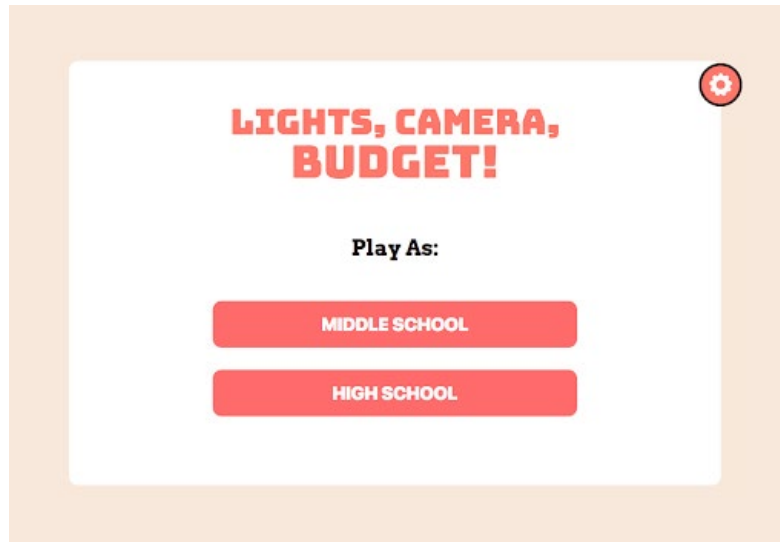 LIGHTS, CAMERA,
BUDGET!
Play As:
MIDDLE SCHOOL
HIGH SCHOOL